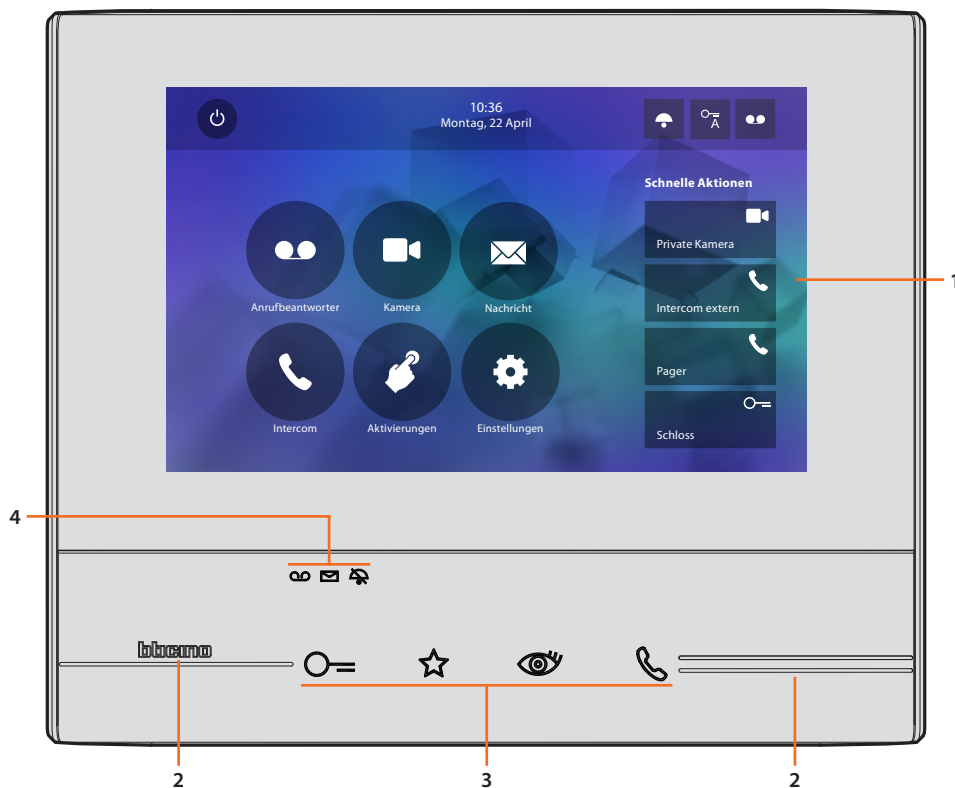 10:36
Montag, 22 April
A
Schnelle Aktionen
Private Kamera
Intercom extern
Pager
Schloss
Anrufbeantworter
Kamera
Nachricht
Intercom
Aktivierungen
Einstellungen
1
4
bticino
2
3
2